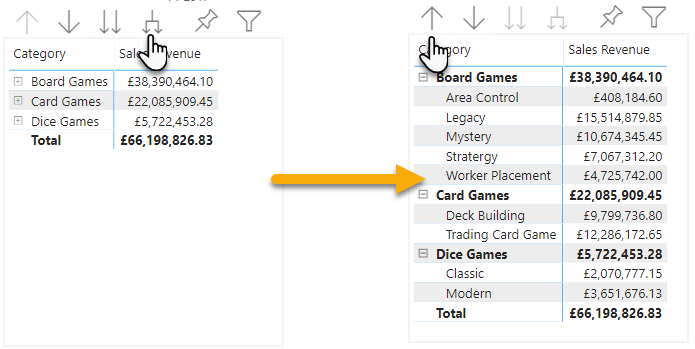 Category Sales Revenue
Board Games £38,390,464.10
Card Games £22,085,909.45
Dice Games £5,722,453.28
Total £66,198,826.83
Category Sales Revenue
Board Games £38,390,464.10
Area Control £408,184.60
Legacy £15,514,879.85
Mystery £10,674,345.45
Stratergy £7,067,312.20
Worker Placement £4,725,742.00
Card Games £22,085,909.45
Deck Building £9,799,736.80
Trading Card Game £12,286,172.65
Dice Games £5,722,453.28
Classic £2,070,777.15
Modern £3,651,676.13
Total £66,198,826.83